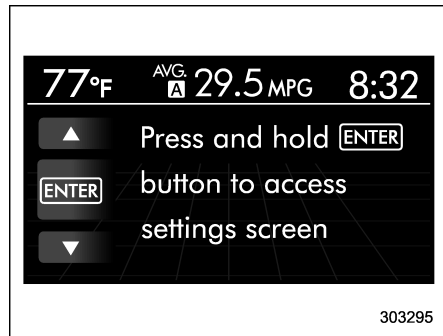 77°F AVG. A 29.5 MPG 8:32
Press and hold ENTER
ENTER button to access
settings screen
303295